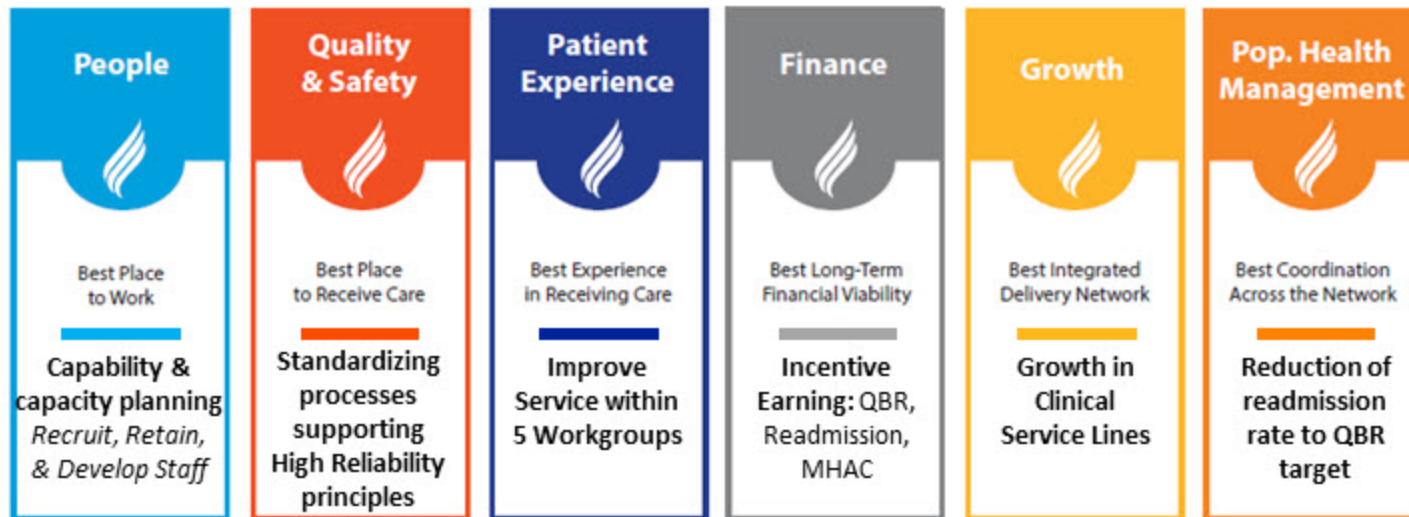 People
Best Place
to Work
Capability &
capacity planning
Recruit, Retain,
& Develop Staff
Quality
& Safety
Best Place
to Receive Care
Standardizing
processes
supporting
High Reliability
principles
Patient
Experience
Best Experience
in Receiving Care
Improve
Service within
5 Workgroups
Finance
Best Long-Term
Financial Viability
Incentive
Earning: QBR,
Readmission,
MHAC
Growth
Best Integrated
Delivery Network
Growth in
Clinical
Service Lines
Pop. Health
Management
Best Coordination
Across the Network
Reduction of
readmission
rate to QBR
target